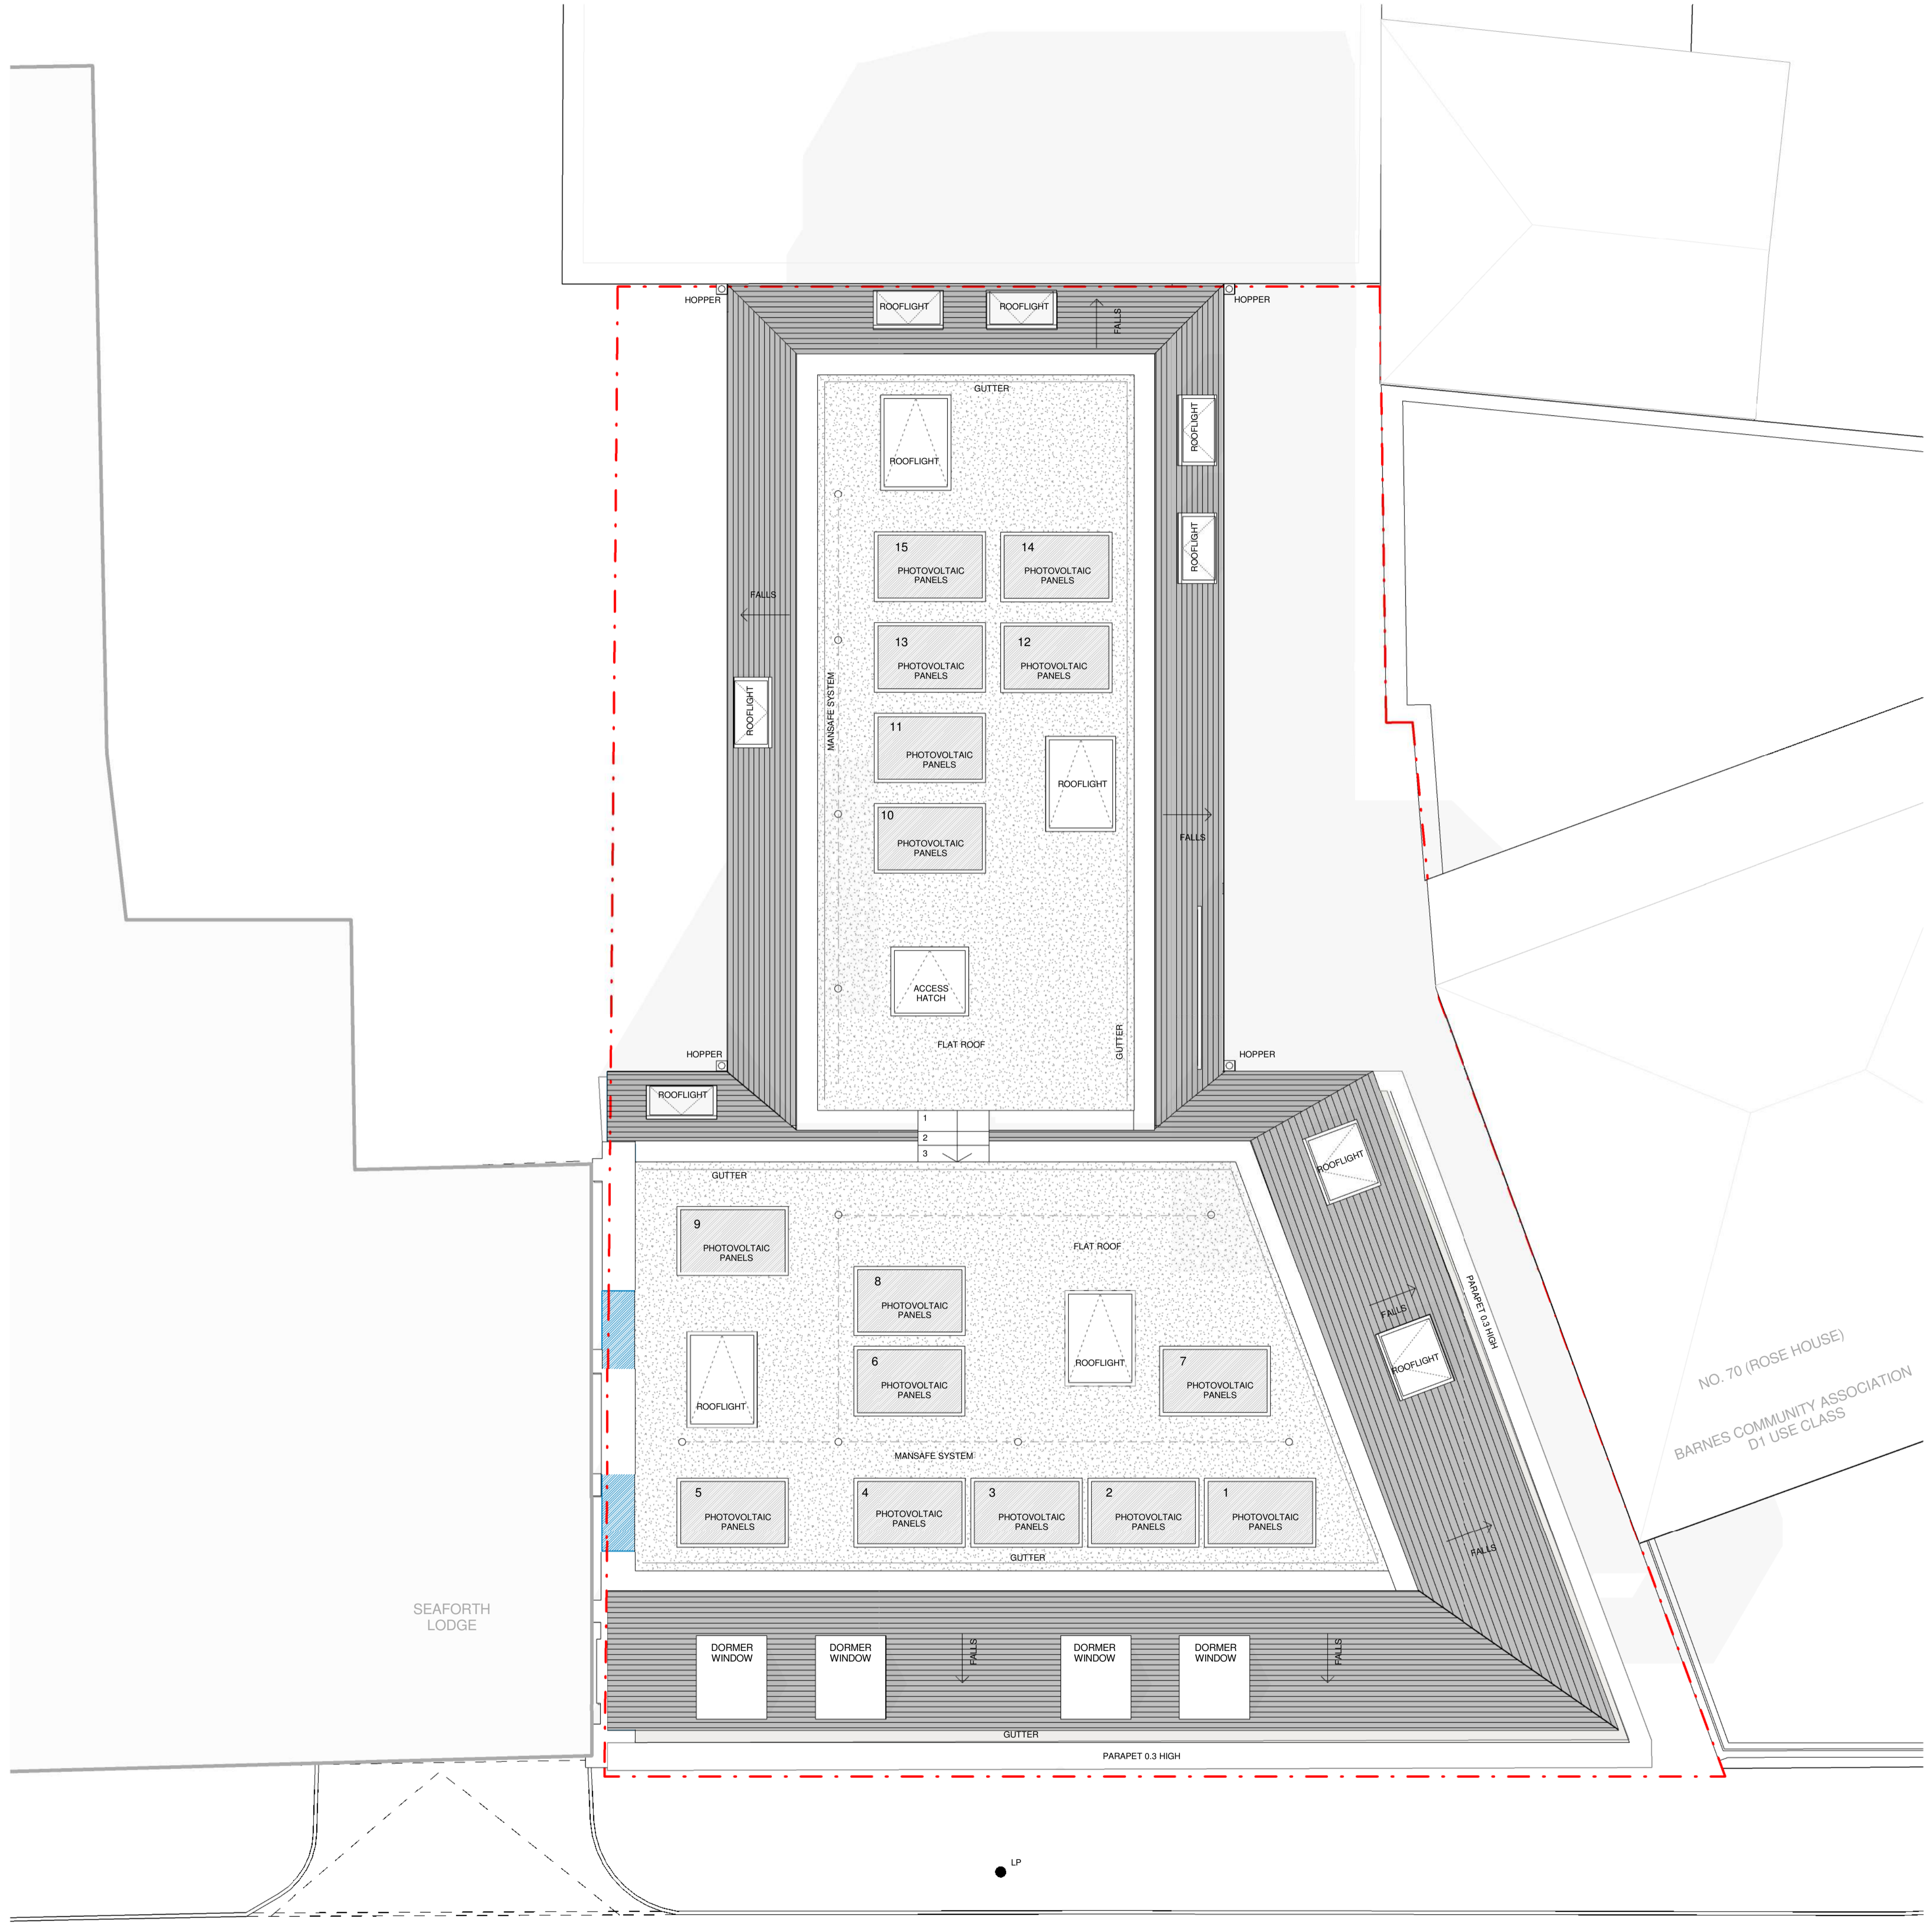 HOPPER
ROOFLIGHT
ROOFLIGHT
FALLS
HOPPER
GUTTER
ROOFLIGHT
ROOFLIGHT
ROOFLIGHT
15
PHOTOVOLTAIC
PANELS
14
PHOTOVOLTAIC
PANELS
FALLS
13
PHOTOVOLTAIC
PANELS
12
PHOTOVOLTAIC
PANELS
ROOFLIGHT
MANSAFE SYSTEM
11
PHOTOVOLTAIC
PANELS
ROOFLIGHT
10
PHOTOVOLTAIC
PANELS
FALLS
ACCESS
HATCH
FLAT ROOF
GUTTER
HOPPER
HOPPER
ROOFLIGHT
1
2
3
ROOFLIGHT
GUTTER
9
PHOTOVOLTAIC
PANELS
FLAT ROOF
8
PHOTOVOLTAIC
PANELS
FALLS
PARAPET 0.3 HIGH
ROOFLIGHT
6
PHOTOVOLTAIC
PANELS
ROOFLIGHT
7
PHOTOVOLTAIC
PANELS
ROOFLIGHT
NO. 70 (ROSE HOUSE)
BARNES COMMUNITY ASSOCIATION
D1 USE CLASS
MANSAFE SYSTEM
5
PHOTOVOLTAIC
PANELS
4
PHOTOVOLTAIC
PANELS
3
PHOTOVOLTAIC
PANELS
2
PHOTOVOLTAIC
PANELS
1
PHOTOVOLTAIC
PANELS
FALLS
GUTTER
SEAFORTH
LODGE
DORMER
WINDOW
DORMER
WINDOW
FALLS
DORMER
WINDOW
DORMER
WINDOW
FALLS
GUTTER
PARAPET 0.3 HIGH
LP